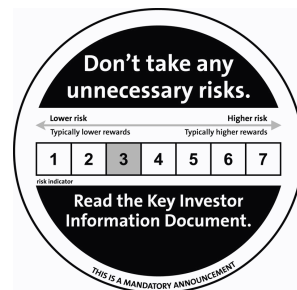 Don't take any
unnecessary risks.
Lower risk Higher risk
Typically lower rewards Typically higher rewards
1 2 3 4 5 6 7
risk indicator
Read the Key Investor
Information Document.
THIS IS A MANDATORY ANNOUNCEMENT